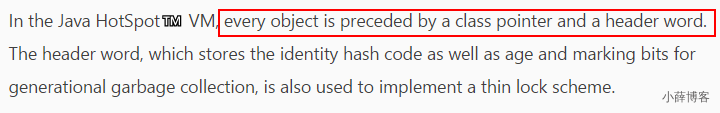 In the Java HotSpot™ VM, every object is preceded by a class pointer and a header word.
The header word, which stores the identity hash code as well as age and marking bits for
generational garbage collection, is also used to implement a thin lock scheme.
小薛博客